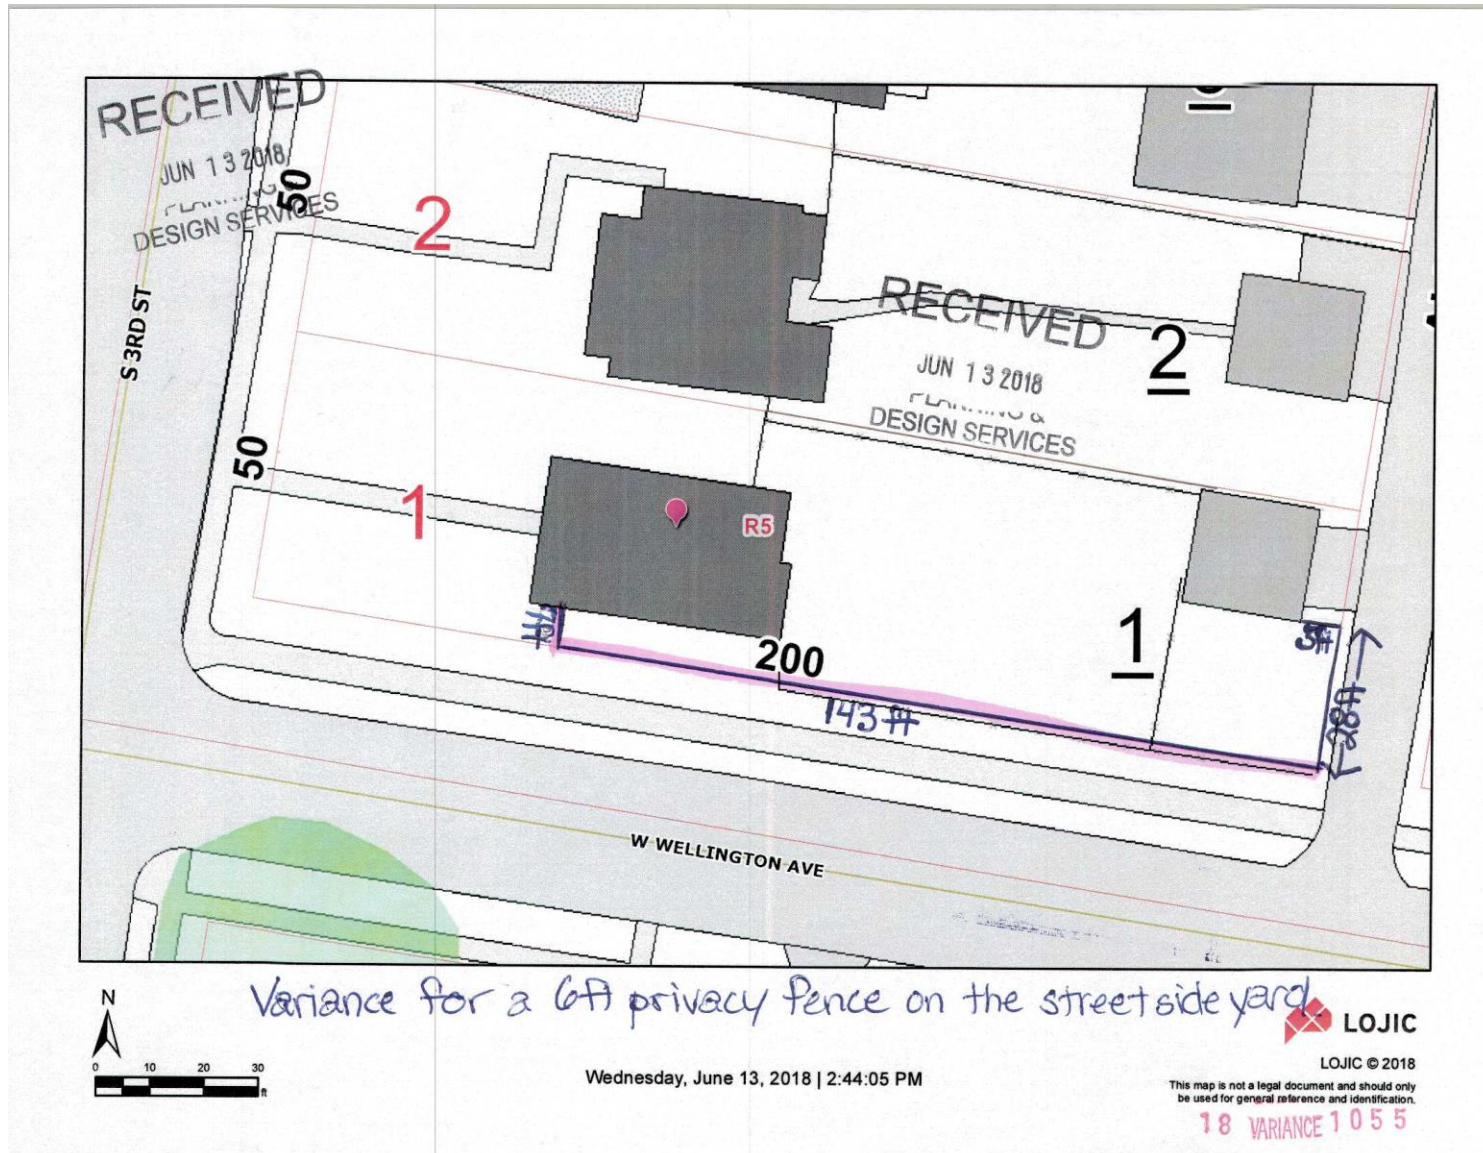 RECEIVED
JUN 13 2018
DESIGN SERVICES
50
2
S 3RD ST
RECEIVED
JUN 13 2018
PLANNING &
DESIGN SERVICES
2
50
1
R5
1
200
143 ft
3ft
28ft
W WELLINGTON AVE
Variance for a 6ft privacy fence on the street side yard.
N
0 10 20 30
ft
Wednesday, June 13, 2018 | 2:44:05 PM
LOJIC
LOJIC © 2018
This map is not a legal document and should only
be used for general reference and identification.
18 VARIANCE 1055